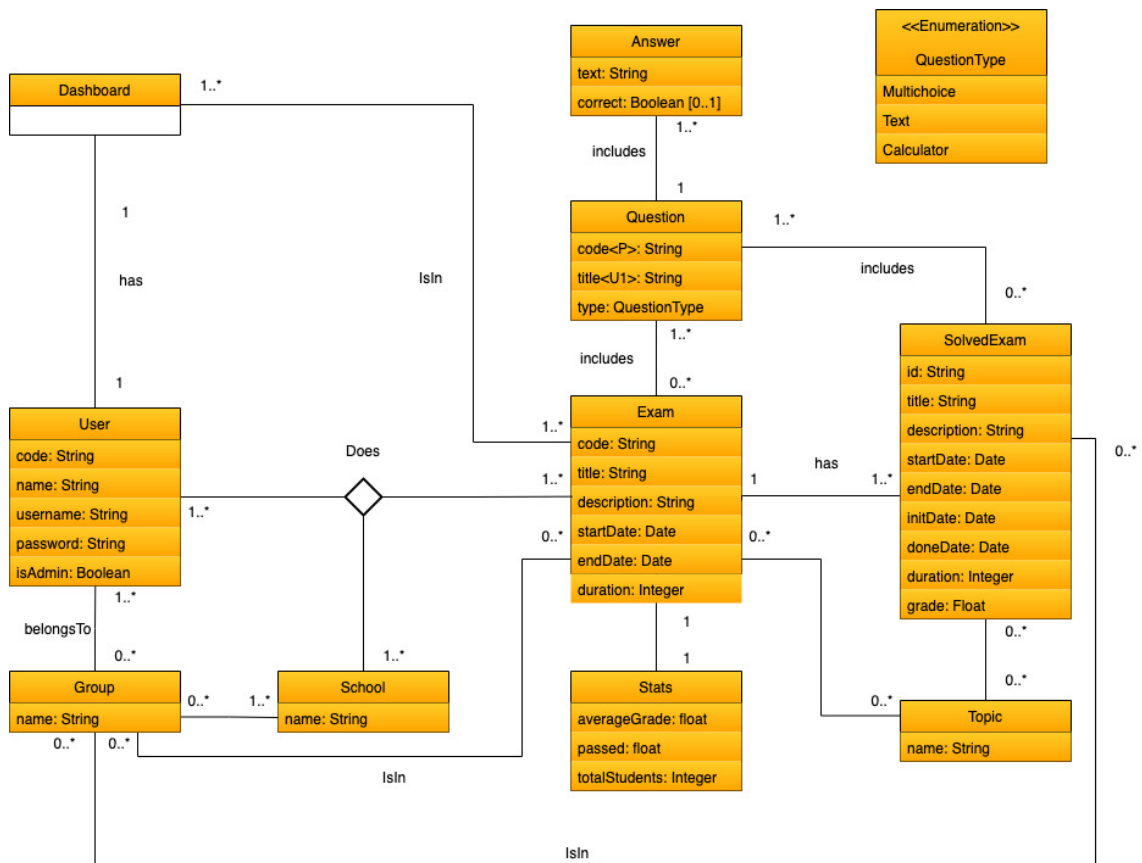 <<Enumeration>>
QuestionType
Multichoice
Text
Calculator
Answer
text: String
correct: Boolean [0..1]
1..*
includes
1
Dashboard
1..*
1
has
1
IsIn
1..*
Question
code<P>: String
title<U1>: String
type: QuestionType
1..*
includes
0..*
1..*
includes
0..*
SolvedExam
id: String
title: String
description: String
startDate: Date
endDate: Date
initDate: Date
doneDate: Date
duration: Integer
grade: Float
0..*
User
code: String
name: String
username: String
password: String
isAdmin: Boolean
1..*
Does
1..*
1..*
Exam
code: String
title: String
description: String
startDate: Date
endDate: Date
duration: Integer
0..*
1
has
1..*
0..*
1..*
belongsTo
0..*
1
1
0..*
0..*
Group
name: String
0..*
1..*
School
name: String
Stats
averageGrade: float
passed: float
totalStudents: Integer
0..*
Topic
name: String
0..*
0..*
IsIn
IsIn